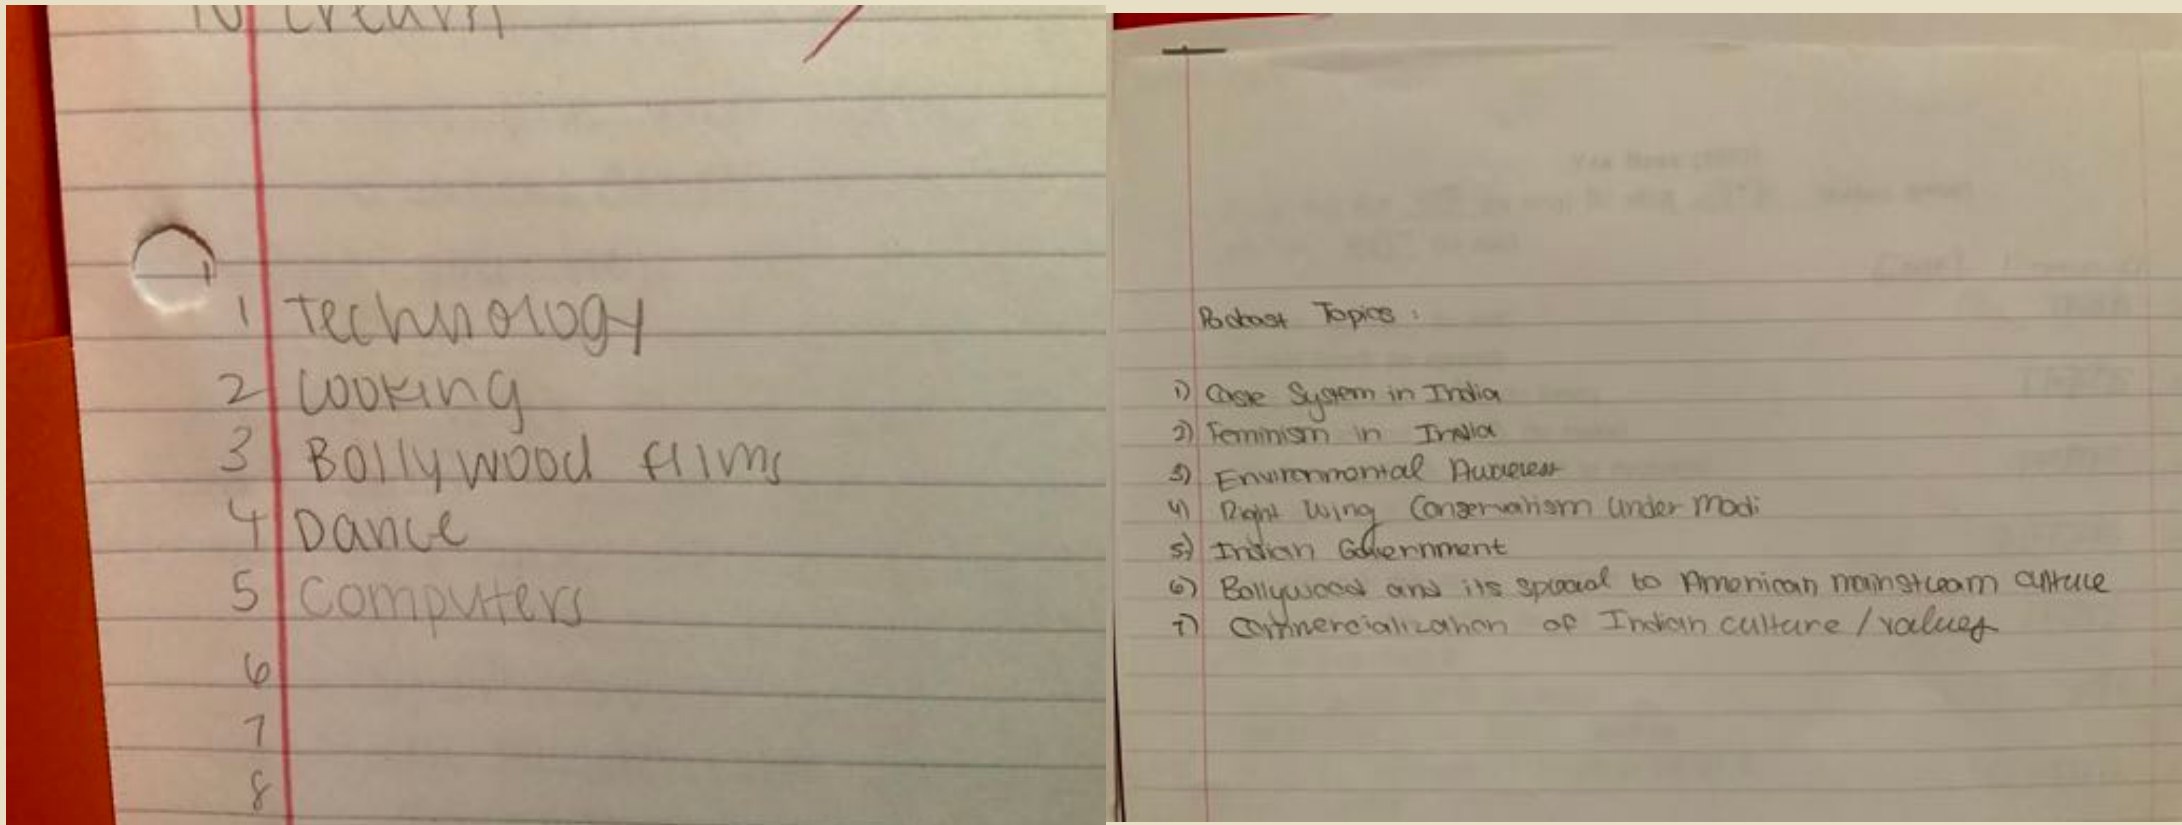 10 cream
1 Technology
2 Cooking
3 Bollywood films
4 Dance
5 Computers
6
7
8
Podcast Topics :
1) Caste System in India
2) Feminism in India
3) Environmental Awareness
4) Right Wing Conservatism Under Modi
5) Indian Government
6) Bollywood and its spread to American mainstream culture
7) Commercialization of Indian culture / values